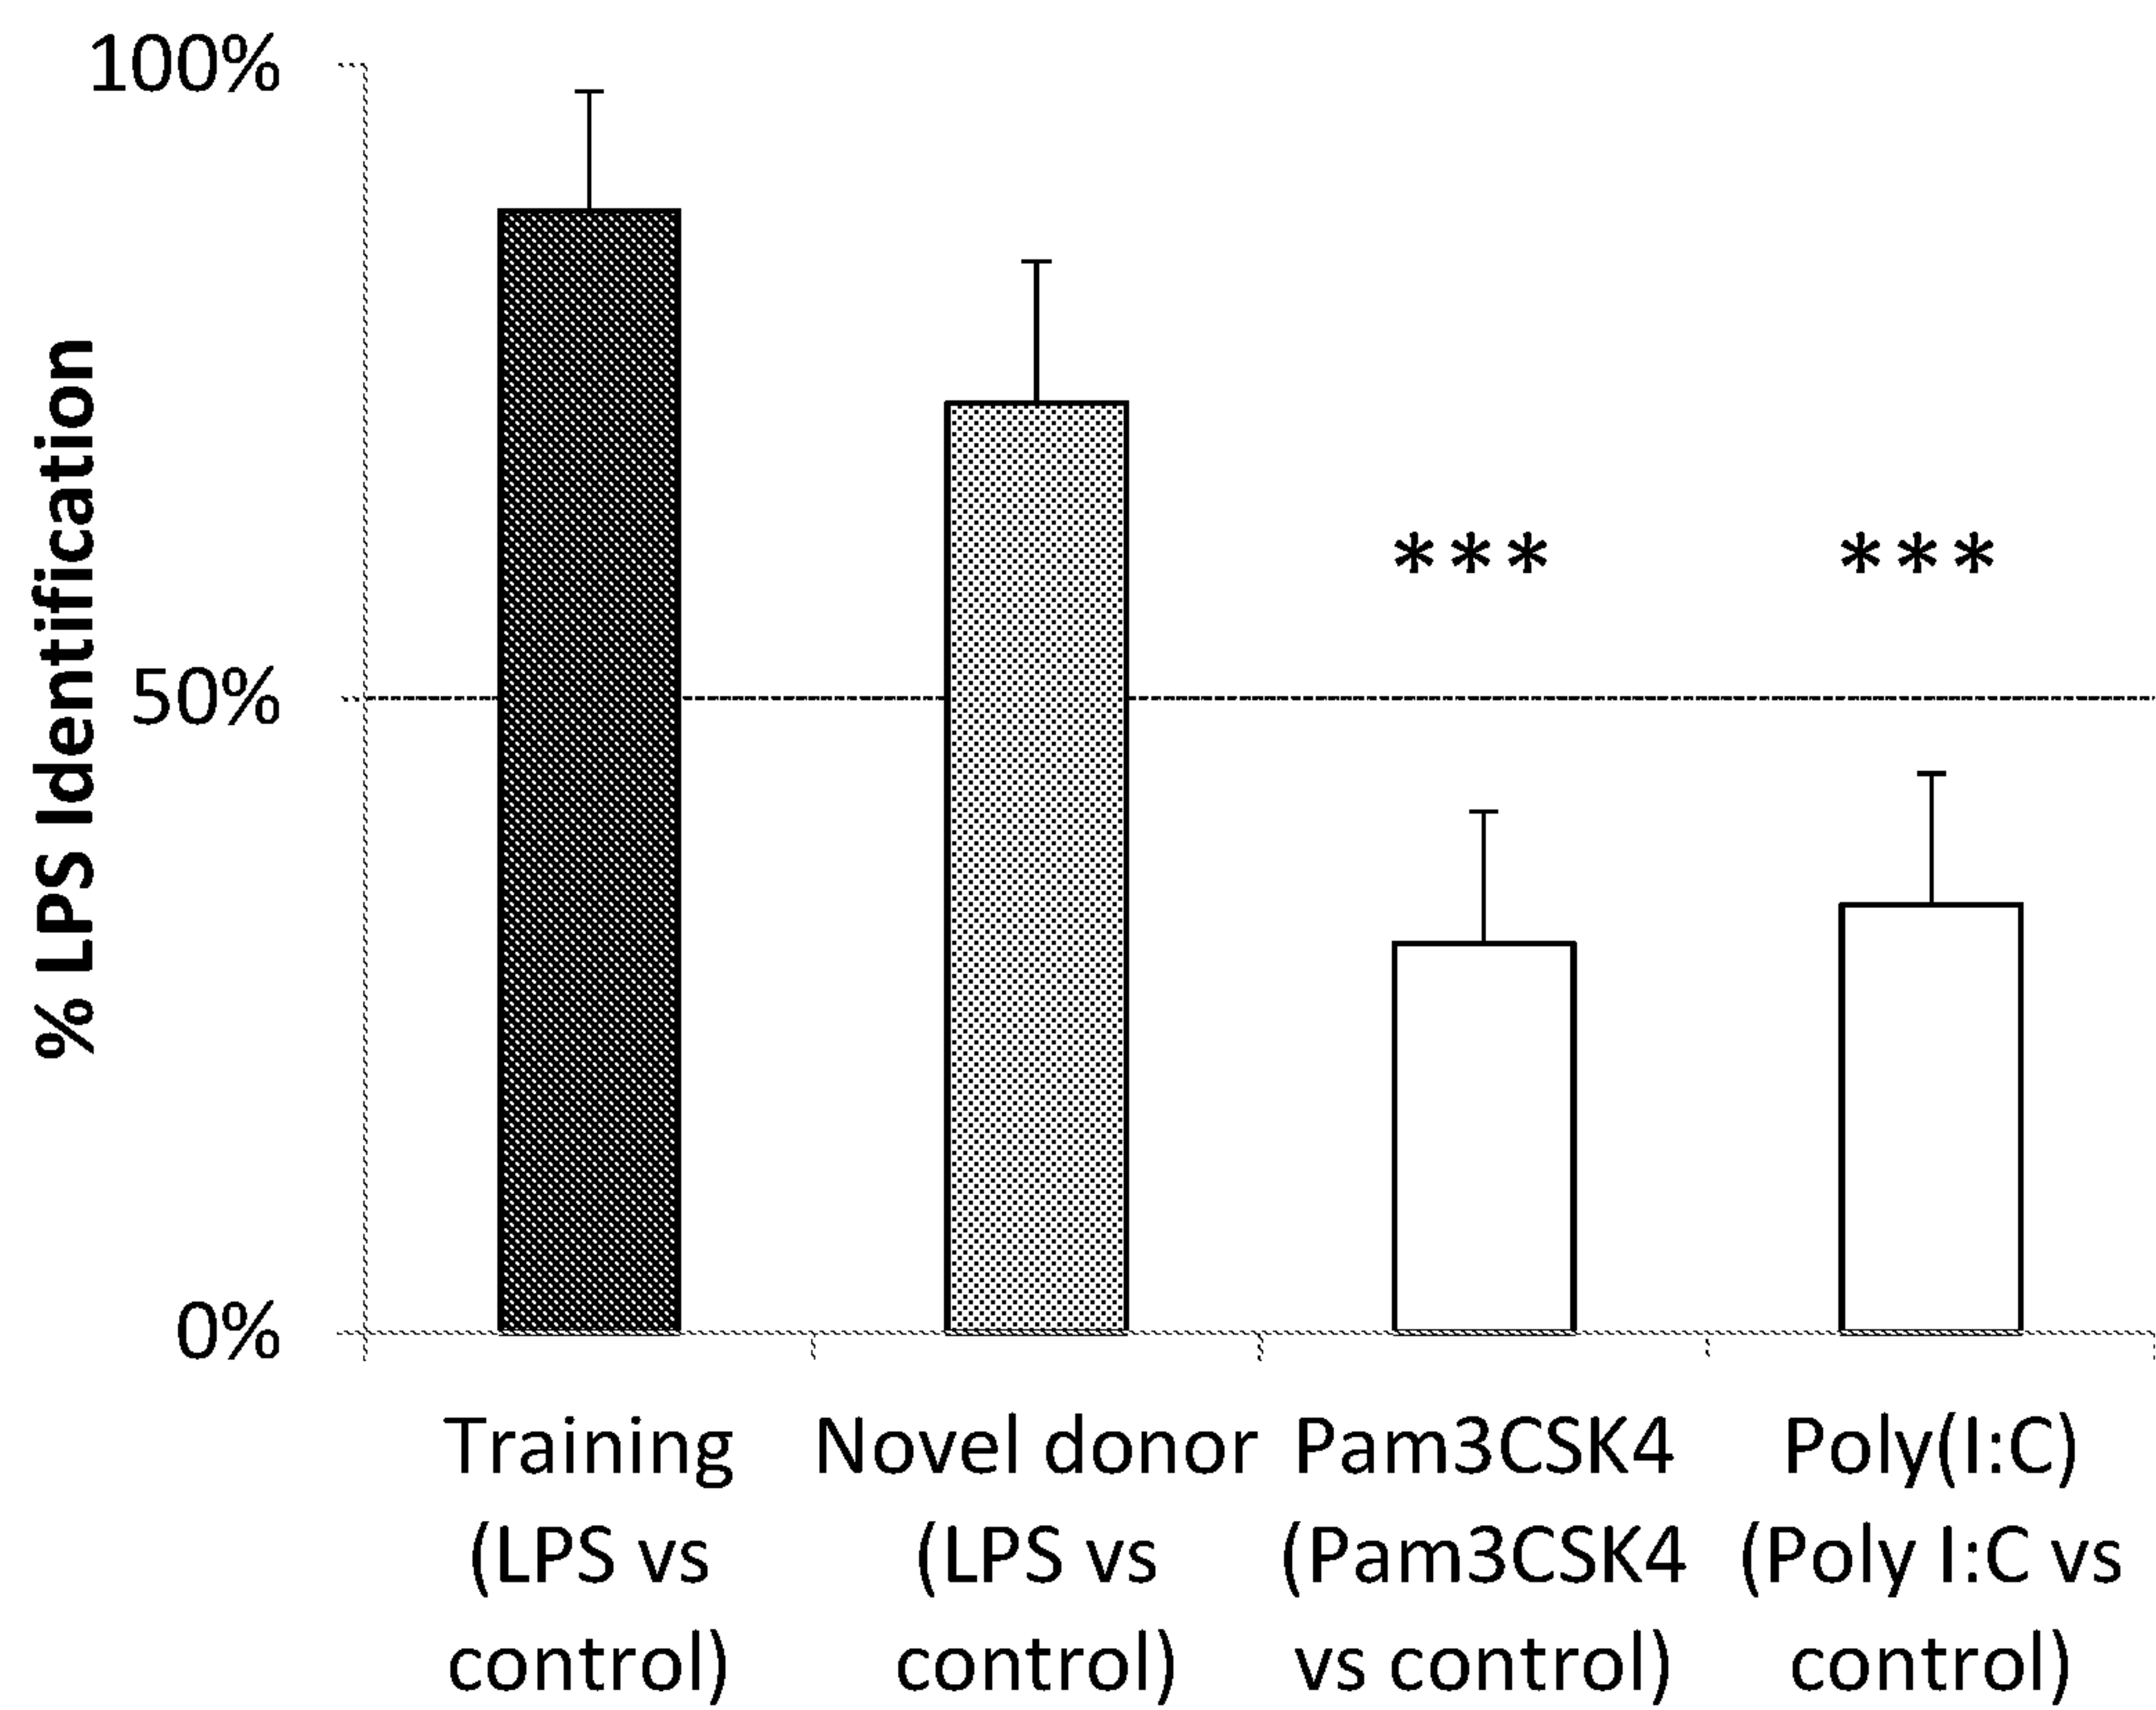 100%
50%
0%
% LPS Identification
***
***
Training
(LPS vs
control)
Novel donor
(LPS vs
control)
Pam3CSK4
(Pam3CSK4
vs control)
Poly(I:C)
(Poly I:C vs
control)